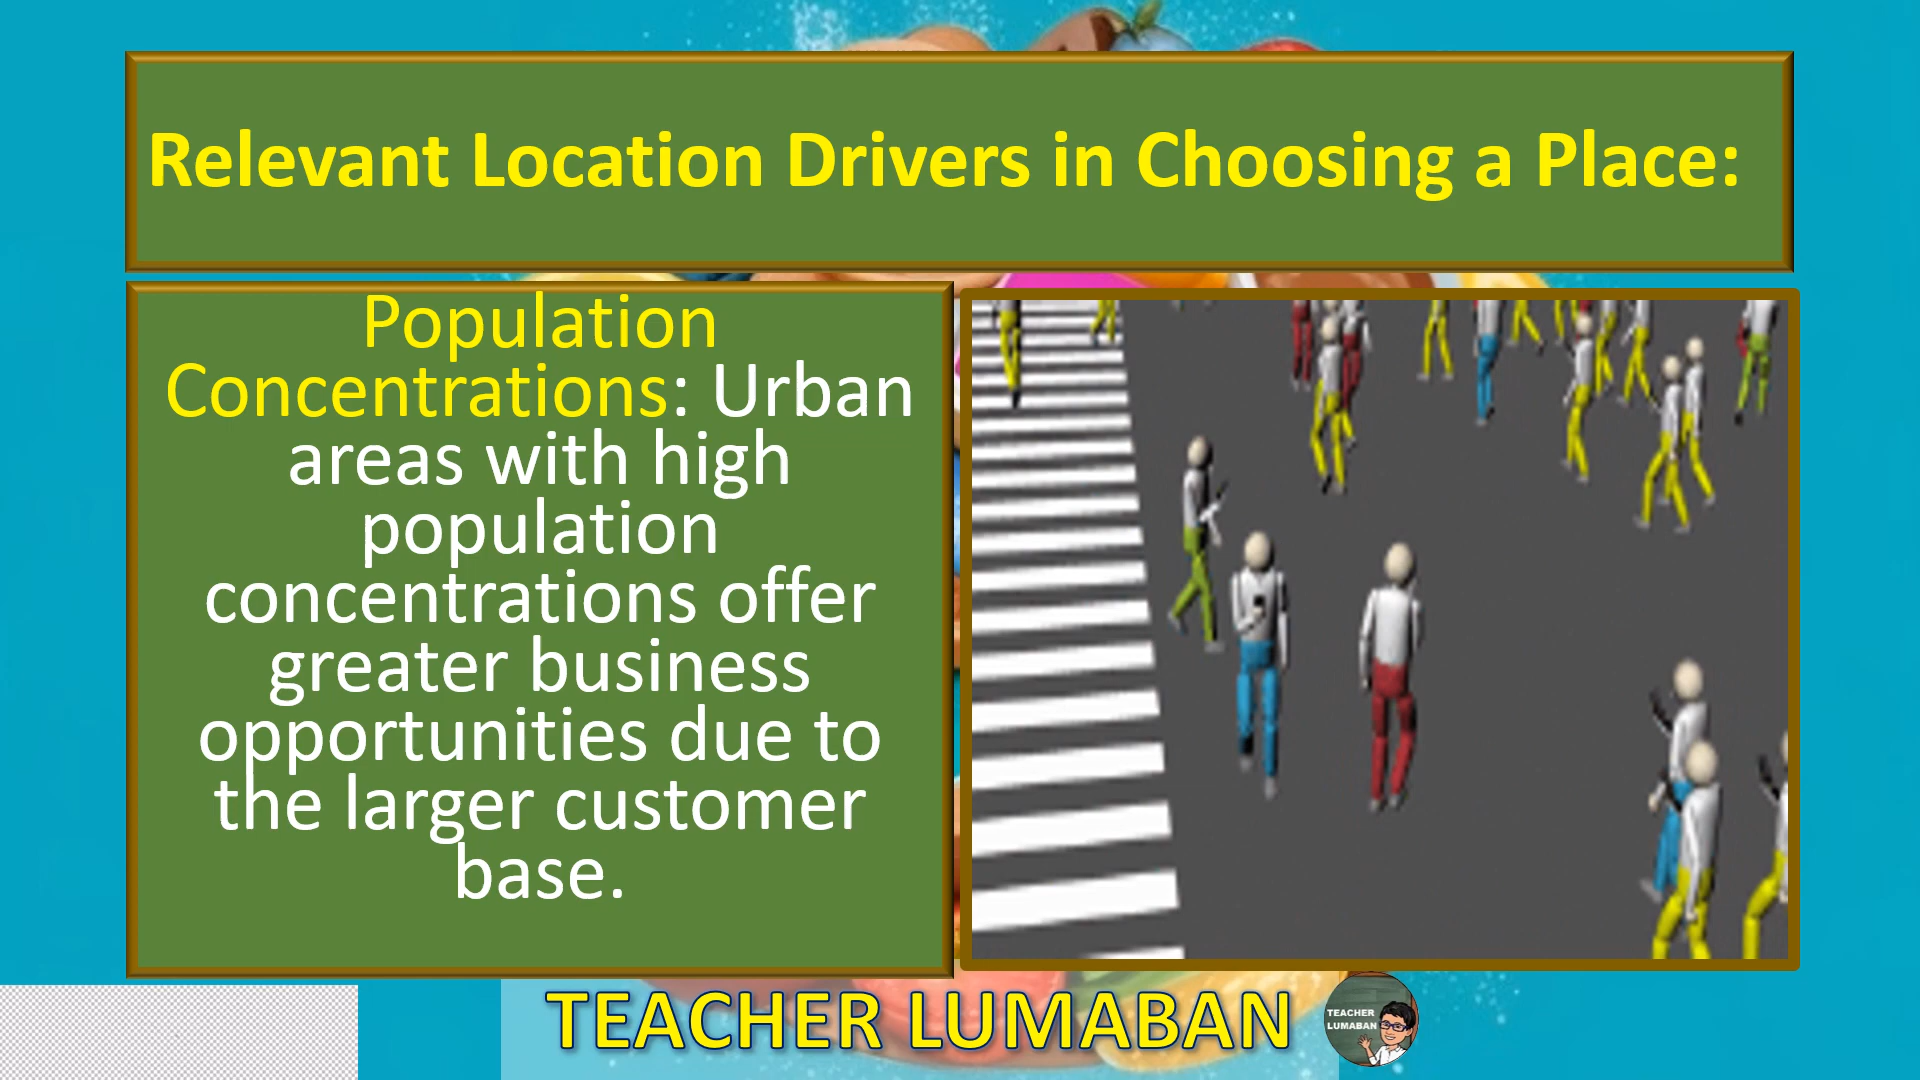 Relevant Location Drivers in Choosing a Place:
Population
Concentrations: Urban
areas with high
population
concentrations offer
greater business
opportunities due to
the larger customer
base.
TEACHER LUMABAN
TEACHER
LUMABAN